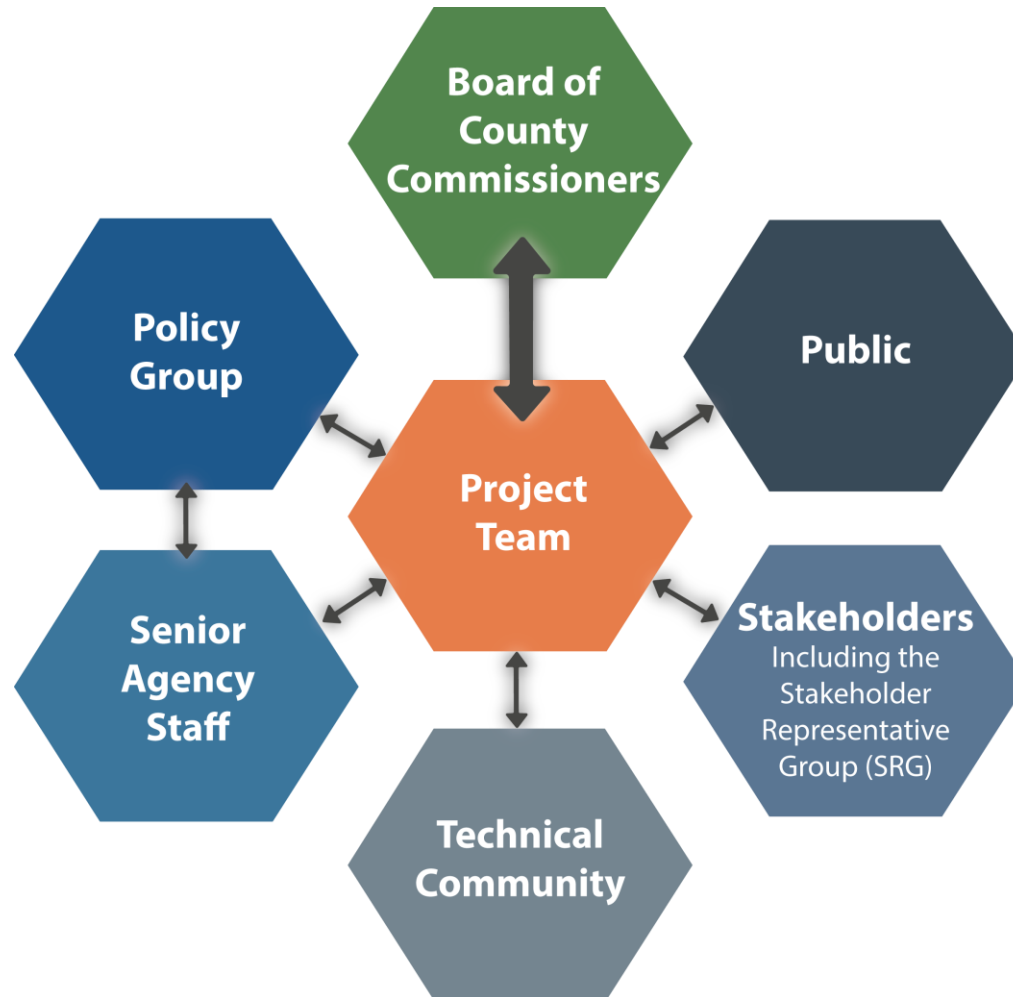 Board of
County
Commissioners
Policy
Group
Public
Project
Team
Senior
Agency
Staff
Stakeholders
Including the
Stakeholder
Representative
Group (SRG)
Technical
Community